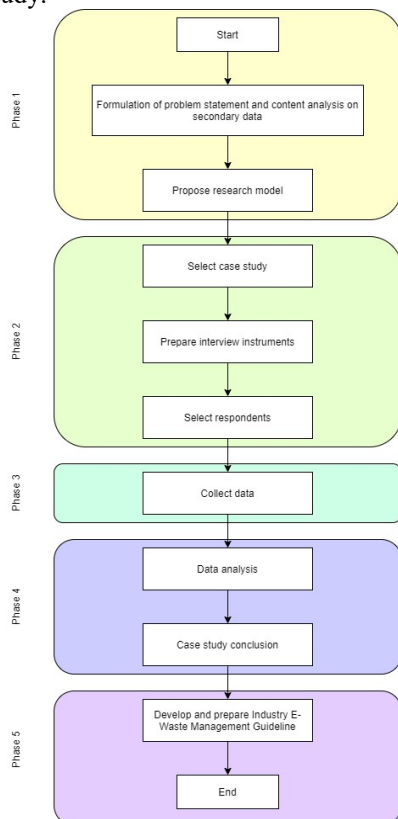 udy.
Phase 1
Start
Formulation of problem statement and content analysis on
secondary data
Propose research model
Phase 2
Select case study
Prepare interview instruments
Select respondents
Phase 3
Collect data
Phase 4
Data analysis
Case study conclusion
Phase 5
Develop and prepare Industry E-
Waste Management Guideline
End